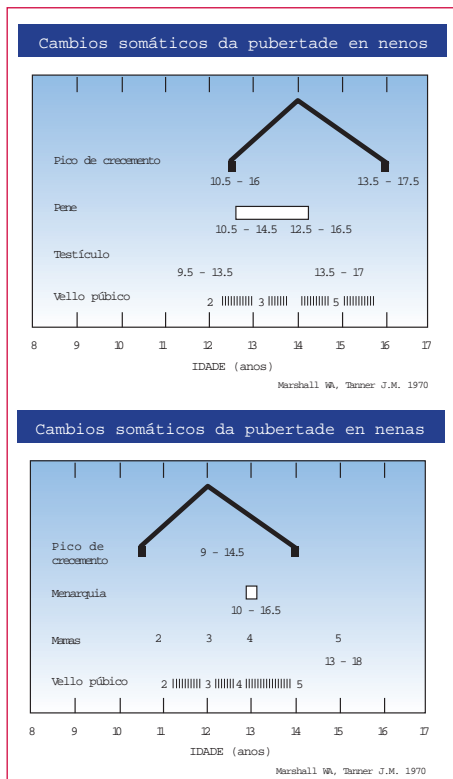 Cambios somáticos da pubertade en nenos
Pico de crecemento
10.5 - 16 13.5 - 17.5
Pene
10.5 - 14.5 12.5 - 16.5
Testículo
9.5 - 13.5 13.5 - 17
Vello púbico 2 3 5
8 9 10 11 12 13 14 15 16 17
IDADE (anos)
Marshall WA, Tanner J.M. 1970
Cambios somáticos da pubertade en nenas
Pico de
crecemento
9 - 14.5
Menarquia
10 - 16.5
Mamas 2 3 4 5
13 - 18
Vello púbico 2 3 4 5
8 9 10 11 12 13 14 15 16 17
IDADE (anos)
Marshall WA, Tanner J.M. 1970